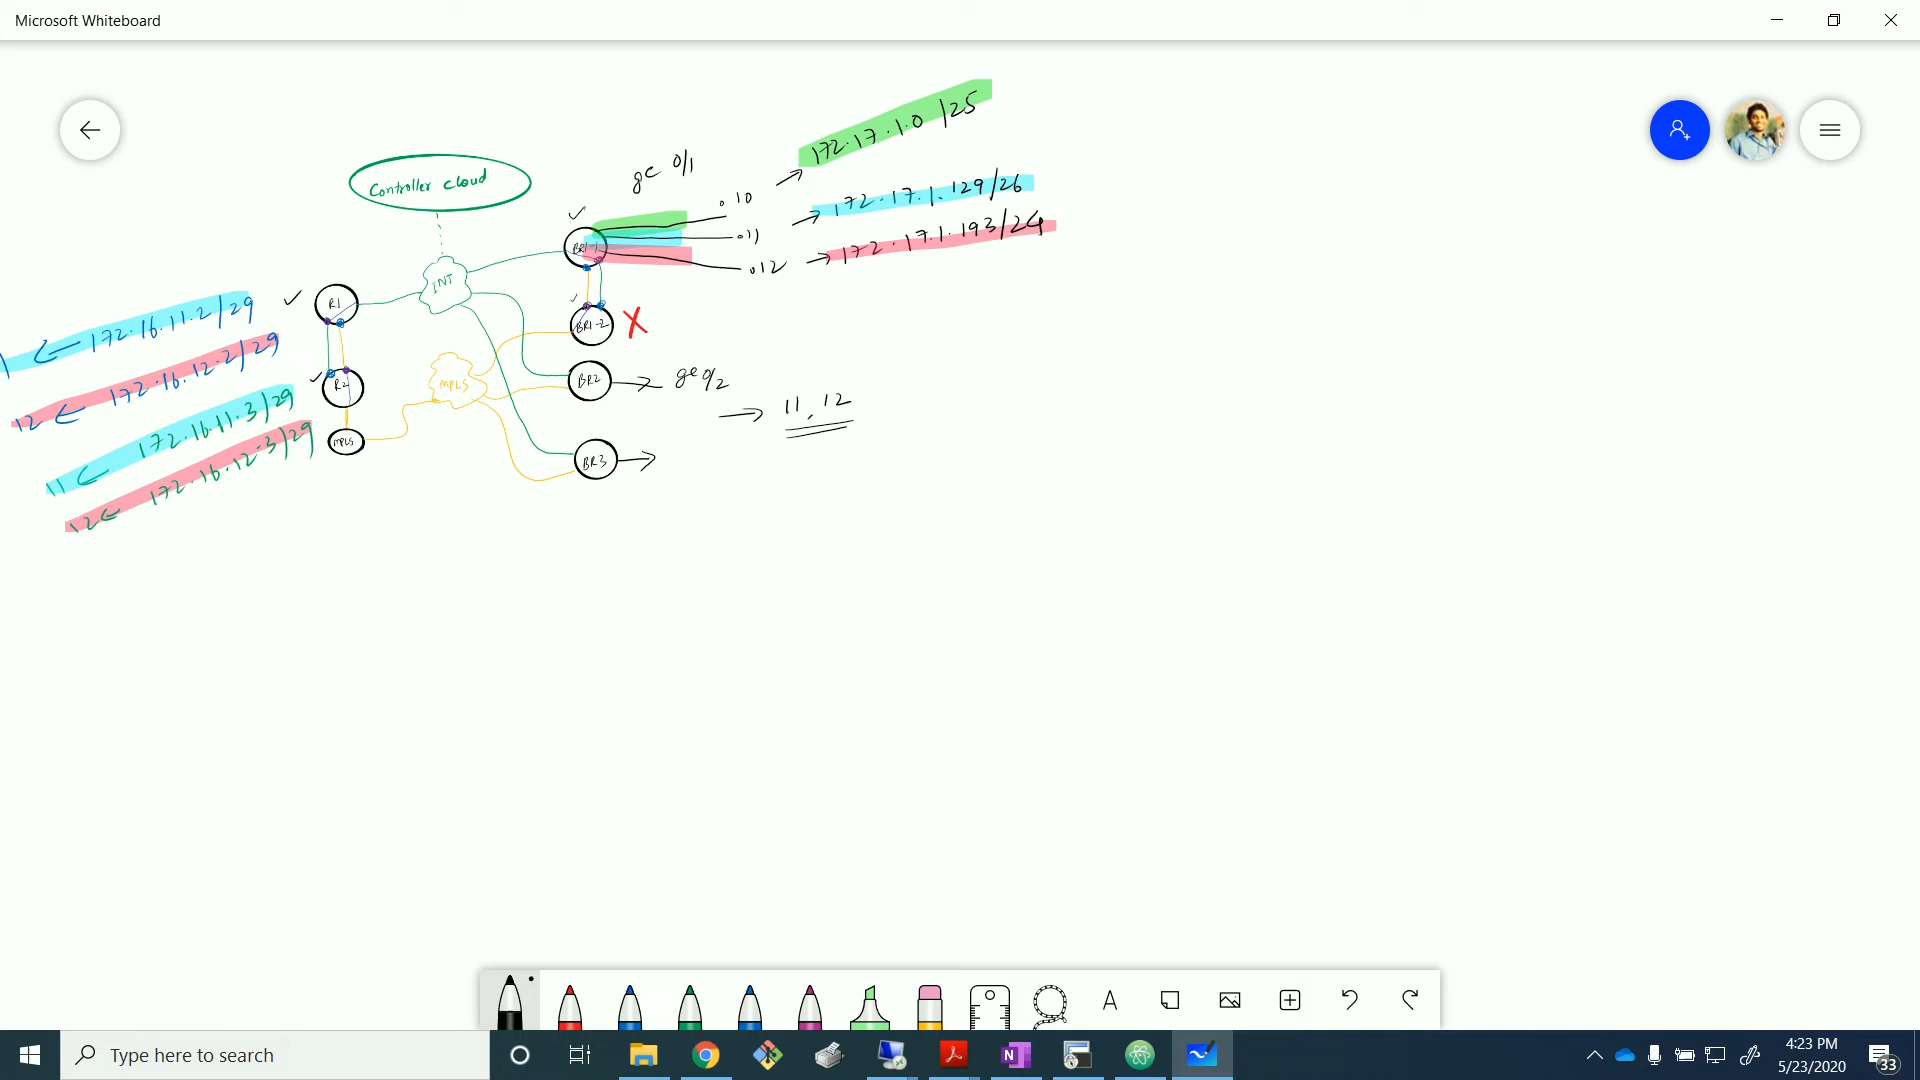 Microsoft Whiteboard
172.17.1.0 /25
ge 0/1
controller cloud
.10
172.17.1.129/26
.11
172.17.1.193/24
.12
BR1-1
INT
R1
172.16.11.2/29
BR1-2
X
172.16.12.2/29
12
R2
MPLS
BR2
ge 0/2
11, 12
172.16.11.3/29
11
MPLS
172.16.12.3/29
12
BR3
A
Type here to search
N
4:23 PM
5/23/2020
33